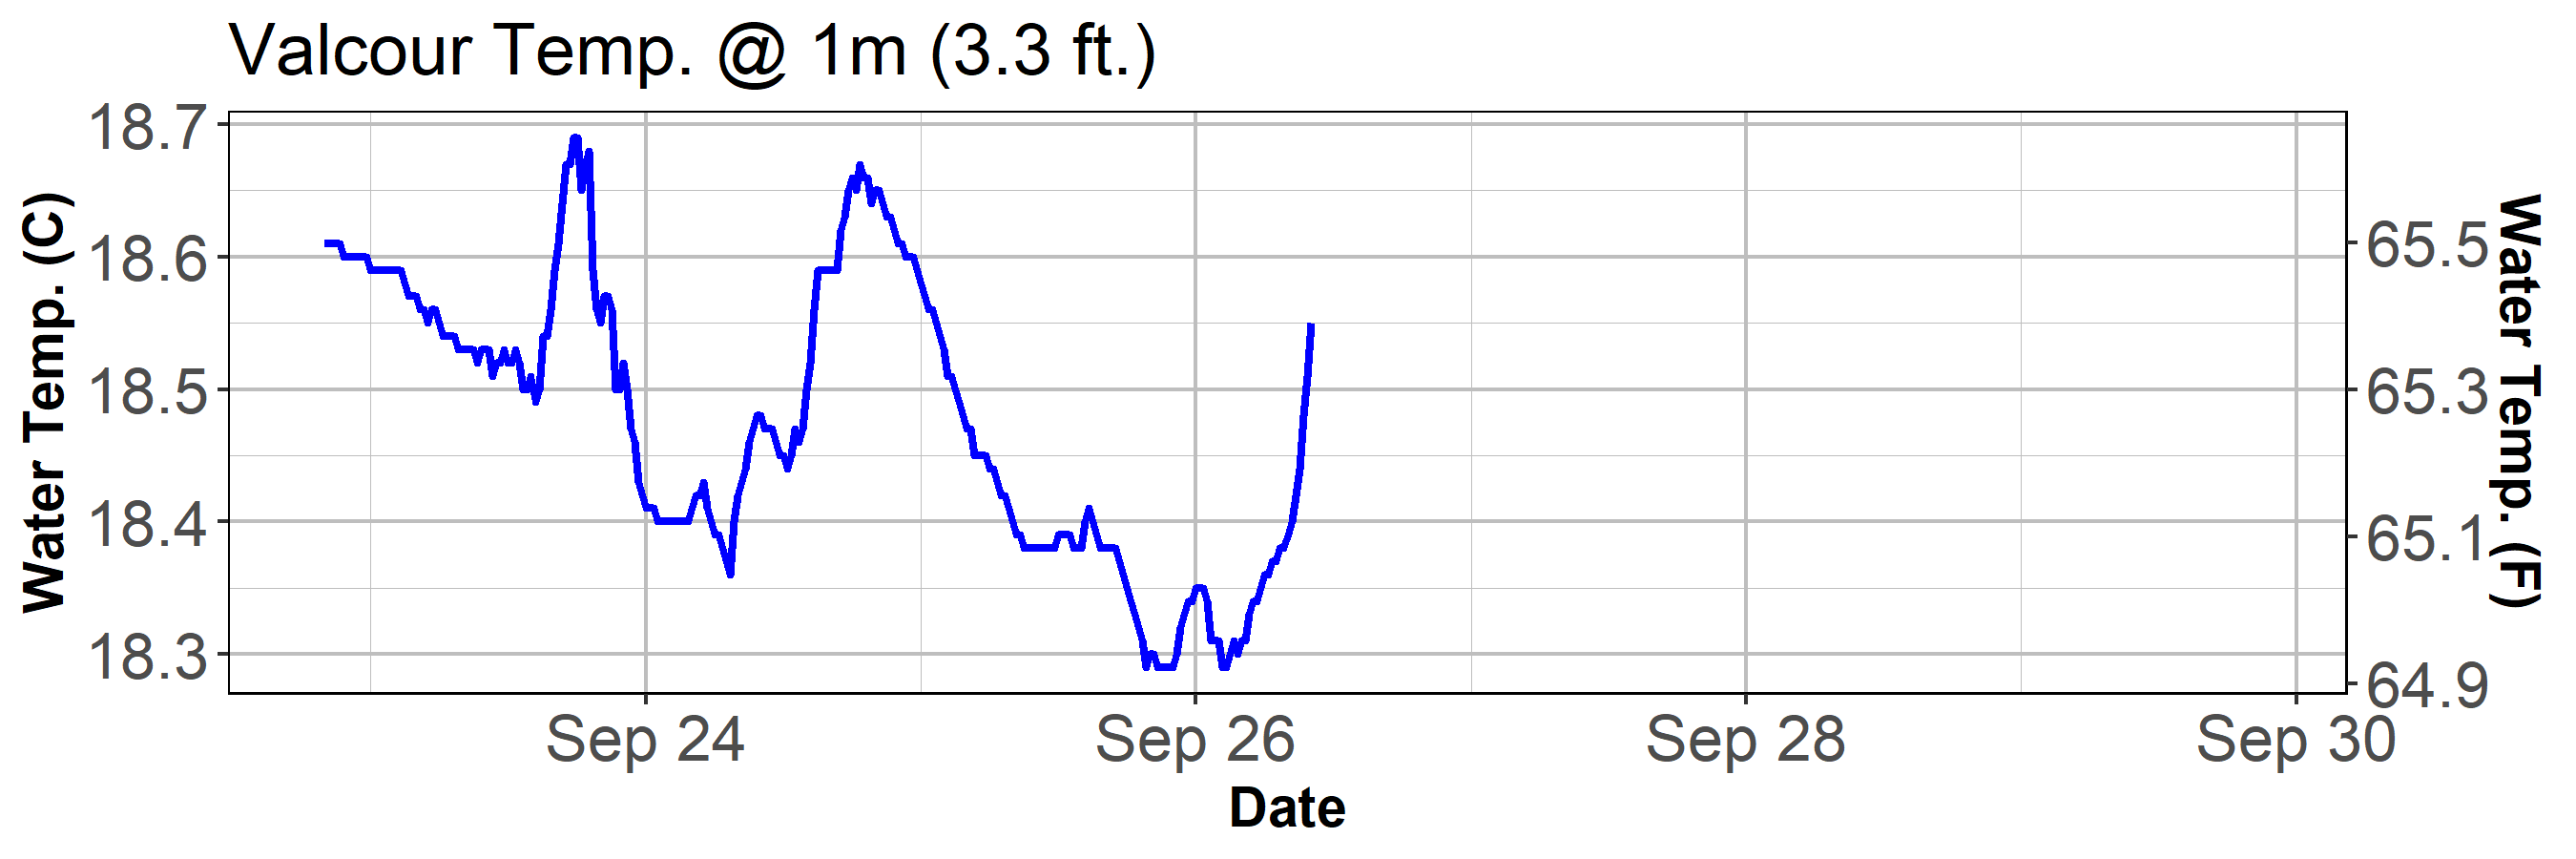 Valcour Temp. @ 1m (3.3 ft.)
Water Temp. (C)
18.7
18.6
18.5
18.4
18.3
65.5
65.3
65.1
64.9
Water Temp. (F)
Sep 24 Sep 26 Sep 28 Sep 30
Date